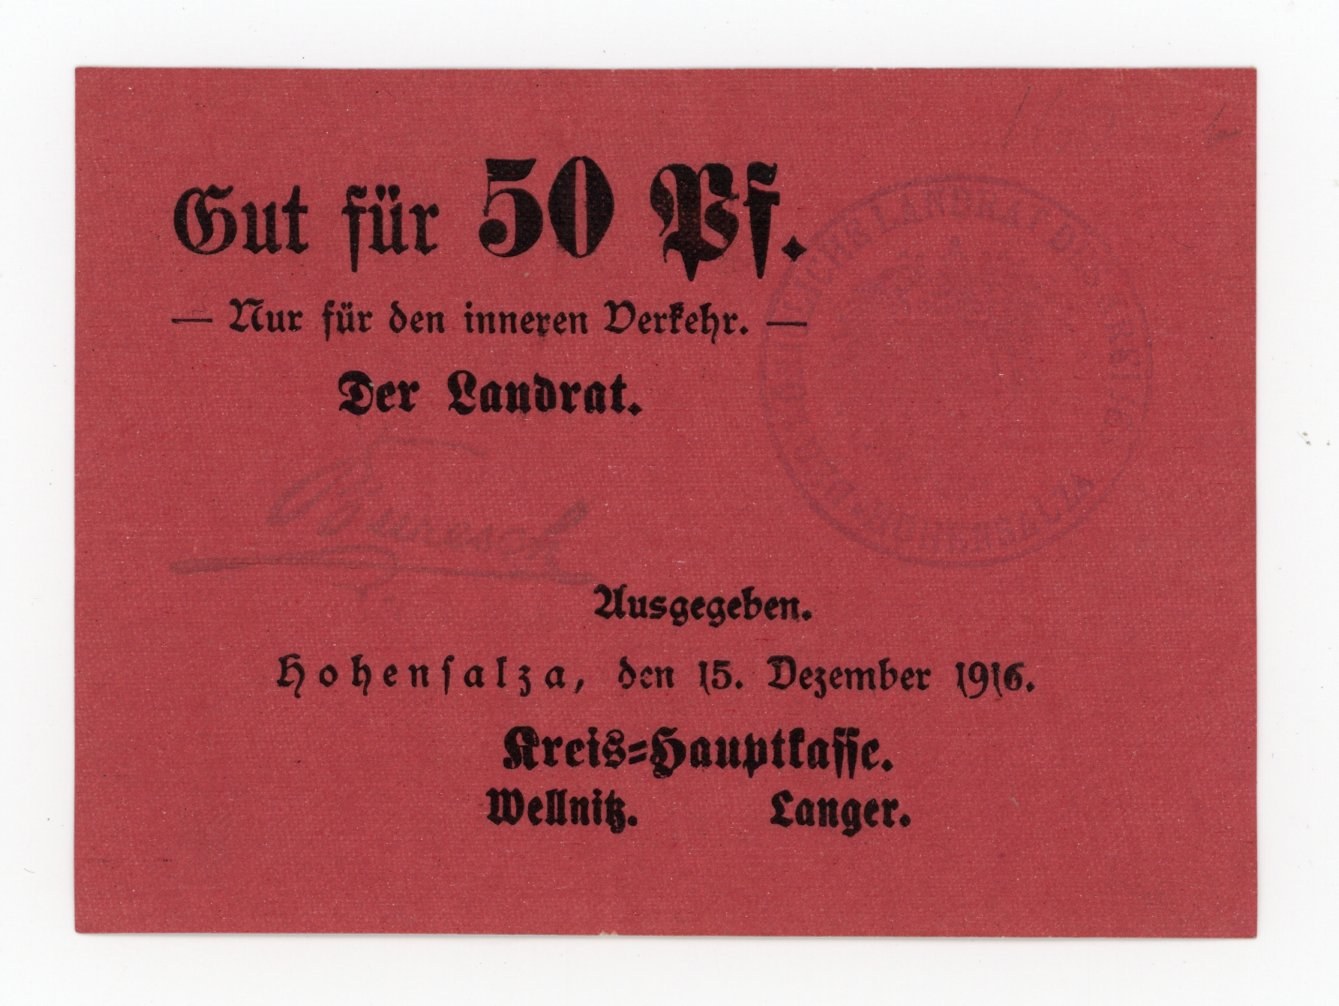 Gut für 50 Pf.
— Nur für den inneren Verkehr. —
Der Landrat.
LANDRAT
Ausgegeben.
Hohensalza, den 15. Dezember 1916.
Kreis=Hauptkasse.
Wellnitz. Langer.